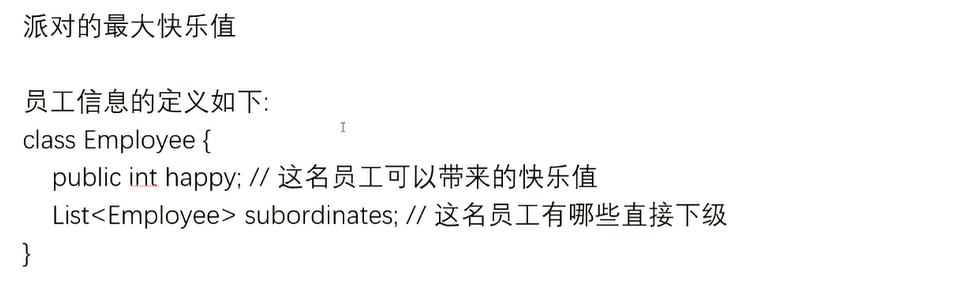 派对的最大快乐值
员工信息的定义如下:
class Employee {
public int happy; // 这名员工可以带来的快乐值
List<Employee> subordinates; // 这名员工有哪些直接下级
}